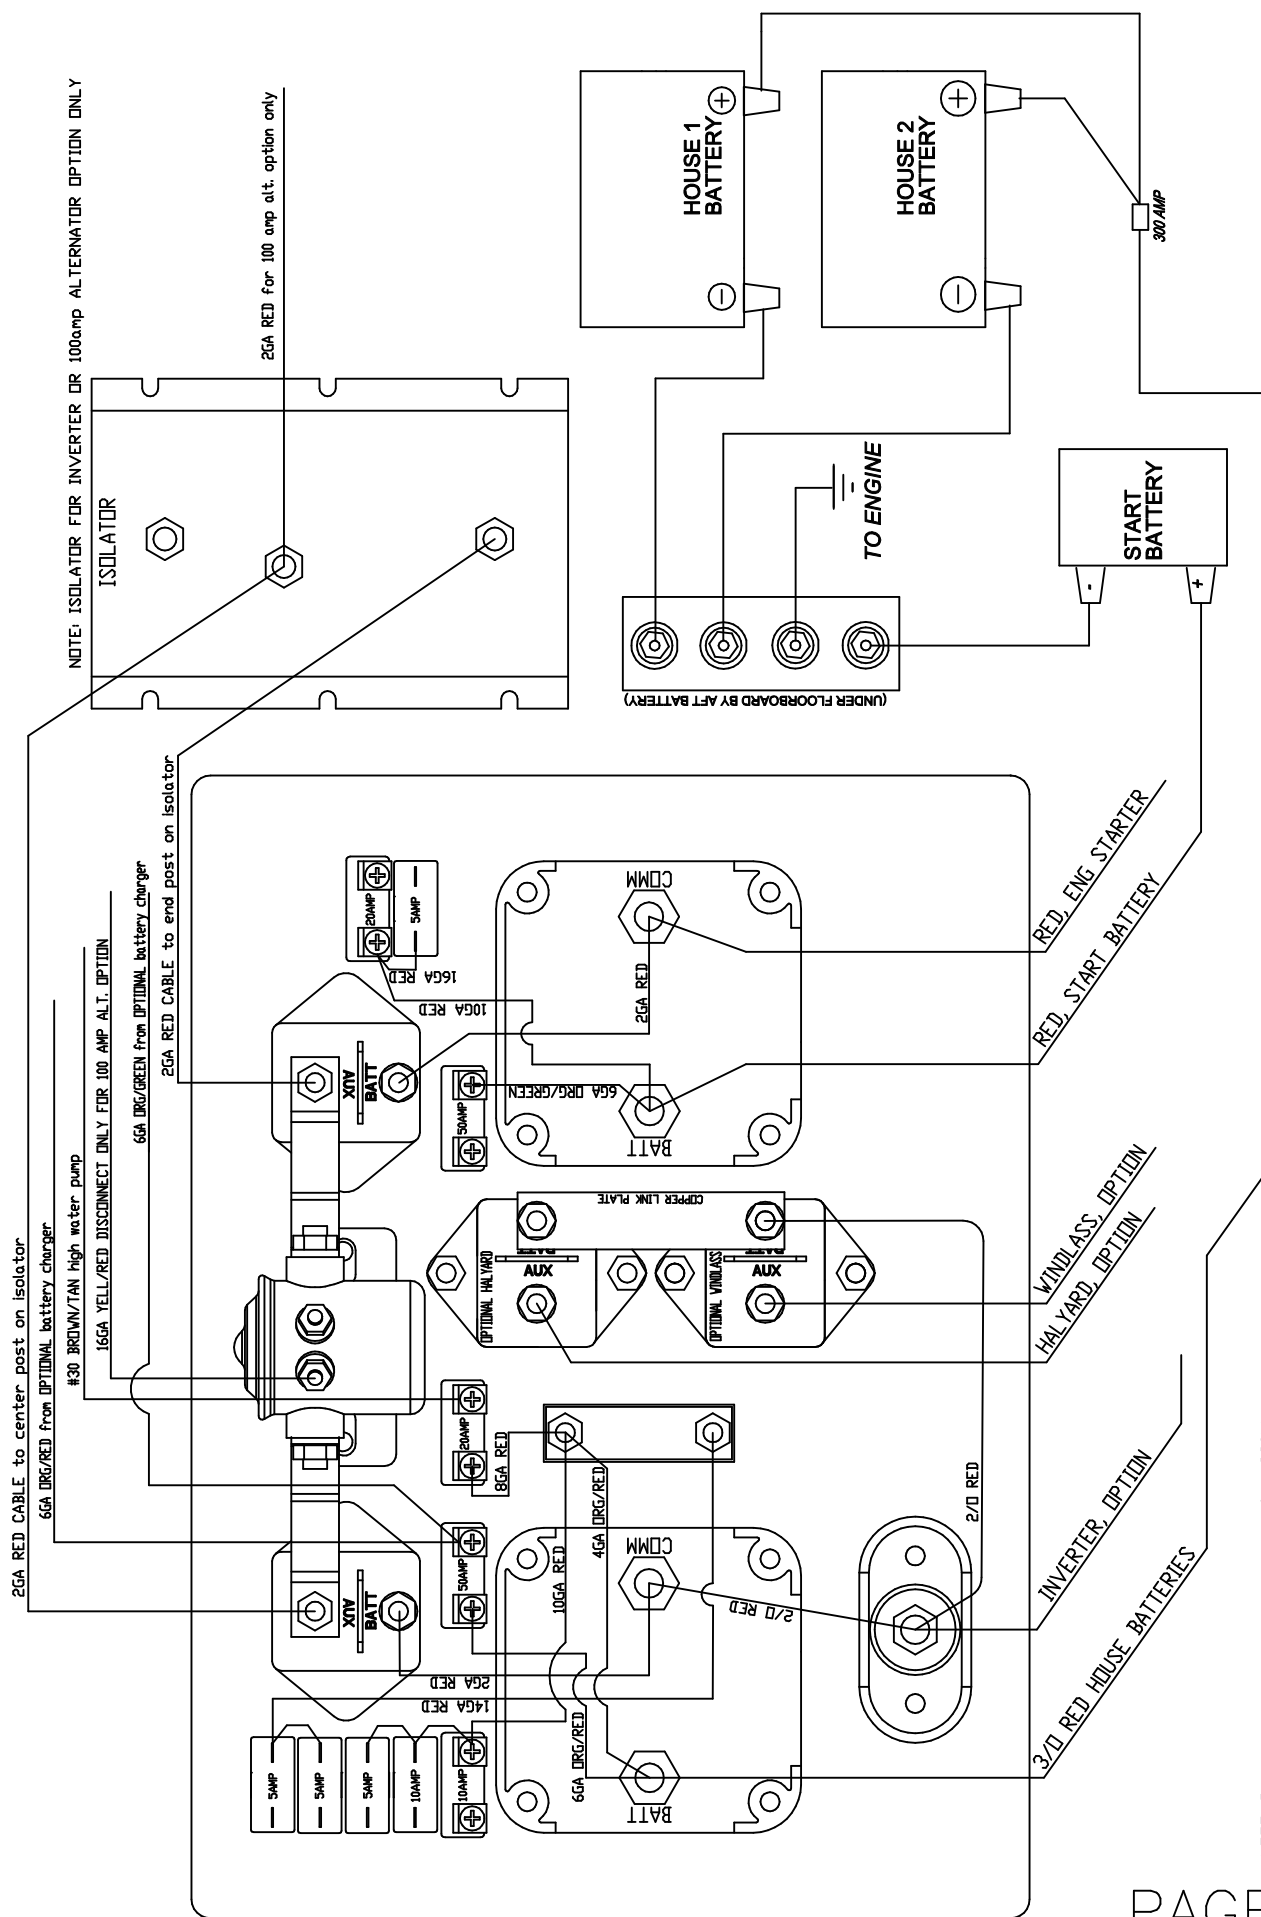 NOTE: ISOLATOR FOR INVERTER OR 100amp ALTERNATOR OPTION ONLY
2GA RED for 100 amp alt. option only
ISOLATOR
HOUSE 1
BATTERY
+
-
HOUSE 2
BATTERY
+
-
300 AMP
TO ENGINE
START
BATTERY
-
+
(UNDER FLOORBOARD BY AFT BATTERY)
2GA RED CABLE to center post on isolator
6GA ORG/RED from OPTIONAL battery charger
#30 BROWN/TAN high water pump
16GA YELL/RED DISCONNECT ONLY FOR 100 AMP ALT. OPTION
6GA ORG/GREEN from OPTIONAL battery charger
2GA RED CABLE to end post on isolator
20AMP
5AMP
16GA RED
10GA RED
AUX
BATT
2GA RED
COMM
BATT
50AMP
6GA ORG/GREEN
RED, ENG STARTER
RED, START BATTERY
COPPER LINK PLATE
OPTIONAL HALYARD
BATT
AUX
OPTIONAL WINDLASS
BATT
AUX
WINDLASS, OPTION
HALYARD, OPTION
20AMP
8GA RED
50AMP
4GA ORG/RED
10GA RED
AUX
BATT
COMM
BATT
2/O RED
2/O RED
2GA RED
14GA RED
6GA ORG/RED
5AMP
5AMP
5AMP
10AMP
10AMP
INVERTER, OPTION
3/O RED HOUSE BATTERIES
PAGE